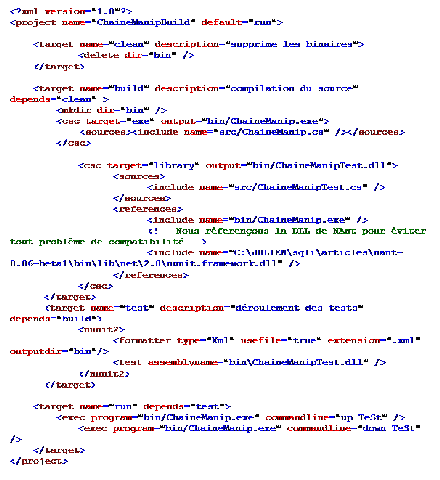 <?xml version="1.0"?>
<project name="ChaineManipBuild" default="run">
<target name="clean" description="supprime les binaires">
<delete dir="bin" />
</target>
<target name="build" description="compilation du source"
depends="clean" >
<mkdir dir="bin" />
<csc target="exe" output="bin/ChaineManip.exe">
<sources><include name="src/ChaineManip.cs" /></sources>
</csc>
<csc target="library" output="bin/ChaineManipTest.dll">
<sources>
<include name="src/ChaineManipTest.cs" />
</sources>
<references>
<include name="bin/ChaineManip.exe" />
<! Nous référençons la DLL de NAnt pour éviter
tout problème de compatibilité >
<include name="C:\JULIEN\sqli\articles\nant-
0.86-beta1\bin\lib\net\2.0\nunit.framework.dll" />
</references>
</csc>
</target>
<target name="test" description="déroulement des tests"
depends="build">
<nunit2>
<formatter type="Xml" usefile="true" extension=".xml"
outputdir="bin"/>
<test assemblyname="bin\ChaineManipTest.dll" />
</nunit2>
</target>
<target name="run" depends="test">
<exec program="bin/ChaineManip.exe" commandline="up TeSt" />
<exec program="bin/ChaineManip.exe" commandline="down TeSt"
/>
</target>
</project>